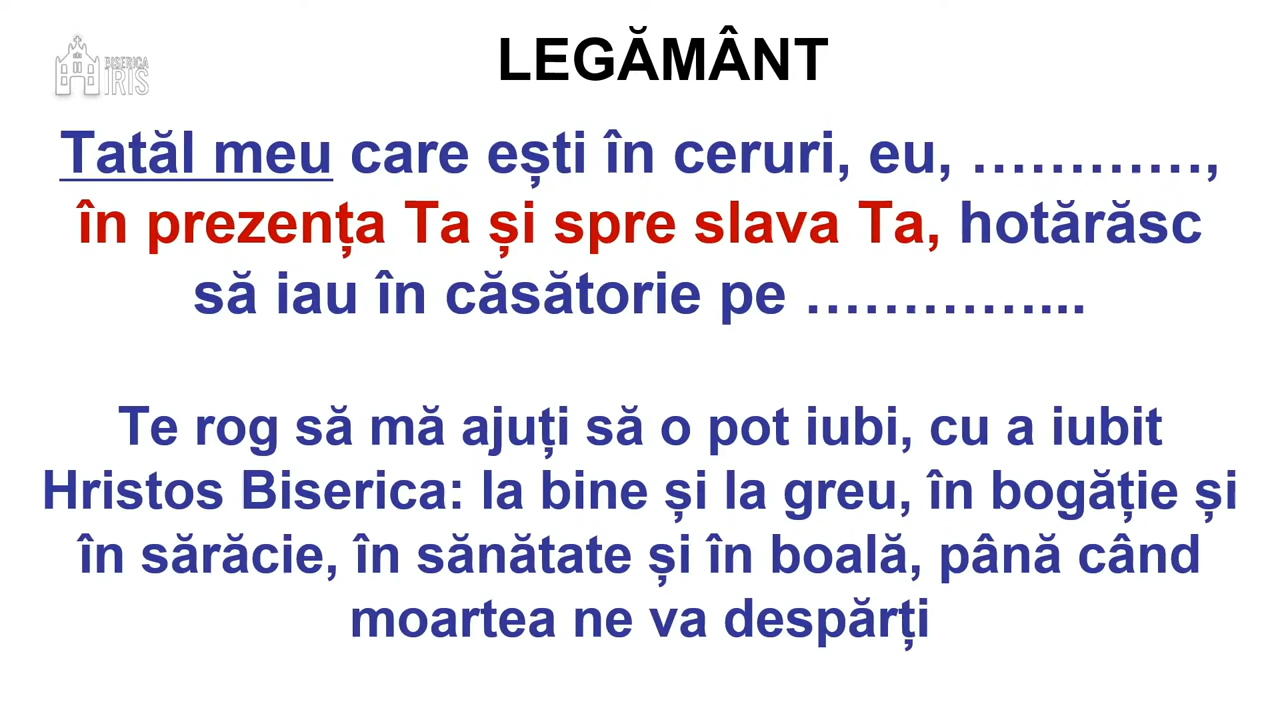 BISERICA
IRIS
LEGĂMÂNT
Tatăl meu care ești în ceruri, eu, …………,
în prezența Ta și spre slava Ta, hotărăsc
să iau în căsătorie pe …………...
Te rog să mă ajuți să o pot iubi, cu a iubit
Hristos Biserica: la bine și la greu, în bogăție și
în sărăcie, în sănătate și în boală, până când
moartea ne va despărți